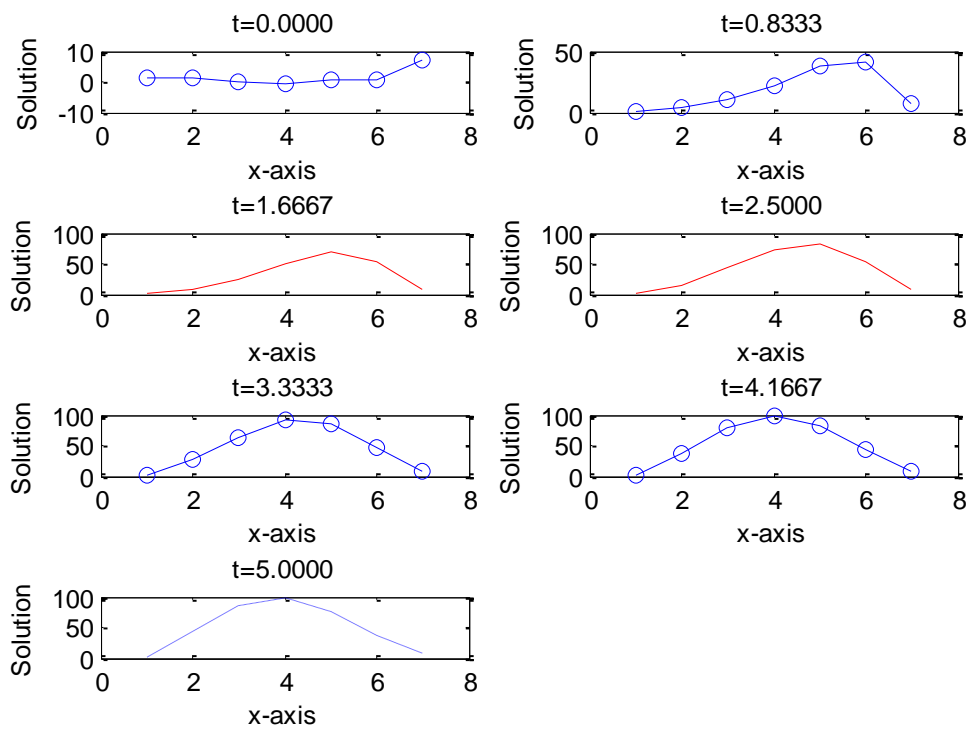 t=0.0000
Solution
10
0
-10
0 2 4 6 8
x-axis
t=0.8333
Solution
50
0
0 2 4 6 8
x-axis
t=1.6667
Solution
100
50
0
0 2 4 6 8
x-axis
t=2.5000
Solution
100
50
0
0 2 4 6 8
x-axis
t=3.3333
Solution
100
50
0
0 2 4 6 8
x-axis
t=4.1667
Solution
100
50
0
0 2 4 6 8
x-axis
t=5.0000
Solution
100
50
0
0 2 4 6 8
x-axis